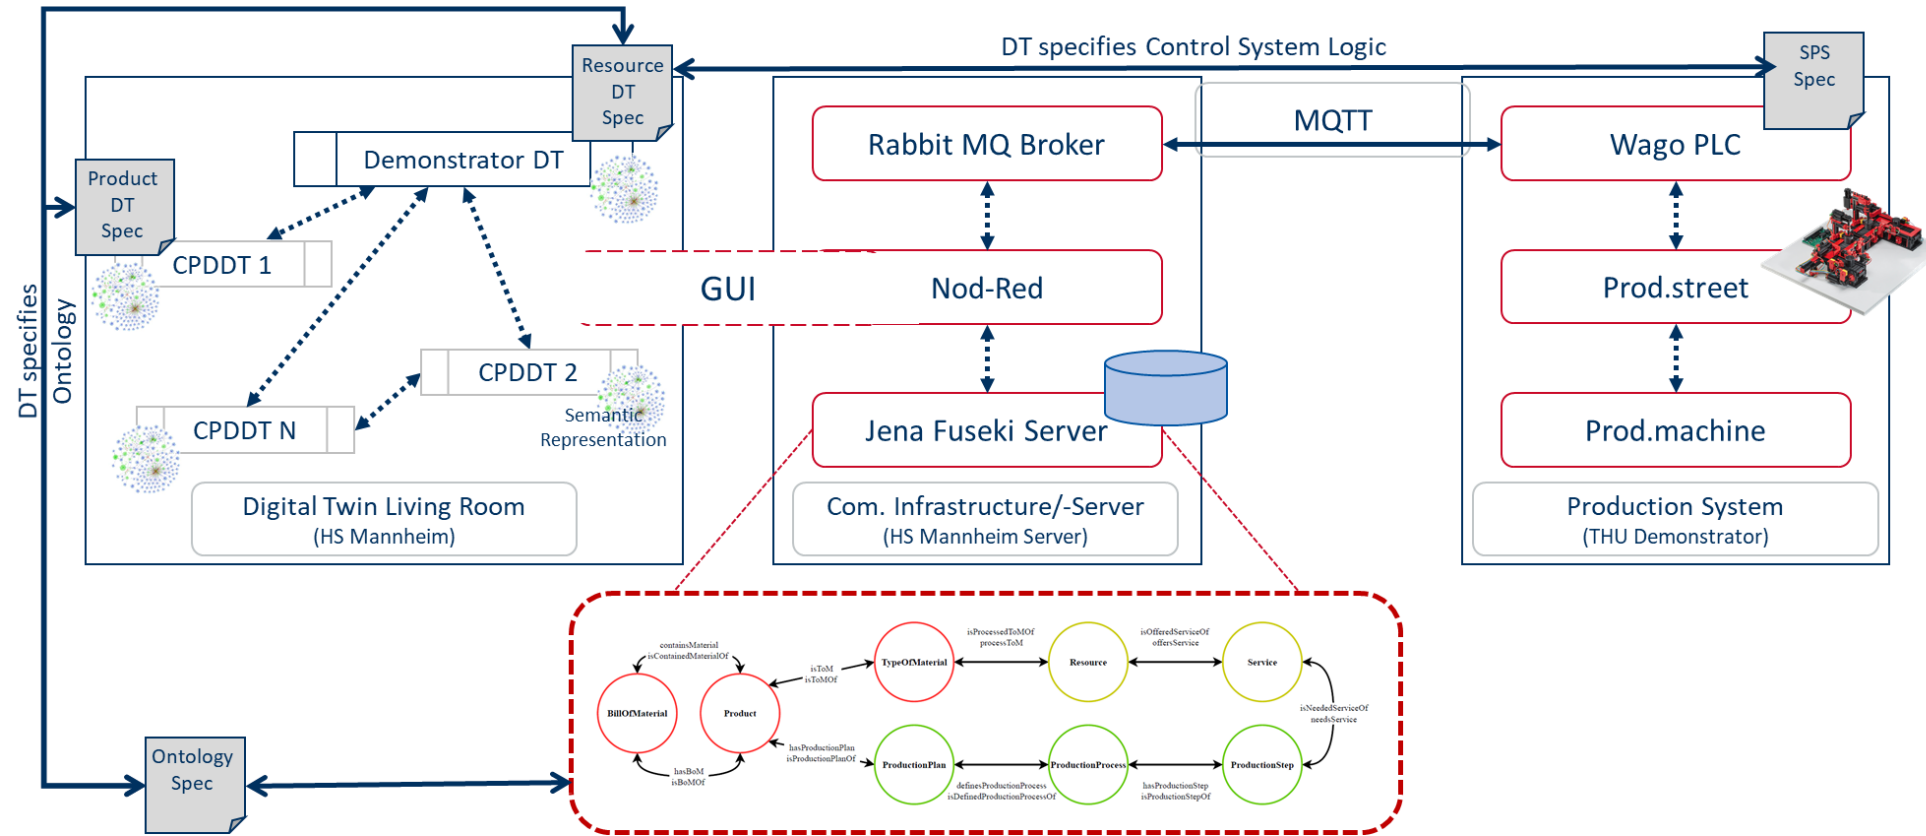 DT specifies Control System Logic
Resource
DT
Spec
SPS
Spec
Demonstrator DT
Product
DT
Spec
CPDDT 1
CPDDT 2
CPDDT N
Semantic
Representation
Digital Twin Living Room
(HS Mannheim)
DT specifies
Ontology
GUI
Rabbit MQ Broker
Nod-Red
Jena Fuseki Server
Com. Infrastructure/-Server
(HS Mannheim Server)
MQTT
Wago PLC
Prod.street
Prod.machine
Production System
(THU Demonstrator)
Ontology
Spec
containsMaterial
isContainedMaterialOf
BillOfMaterial
Product
hasBoM
isBoMOf
isToM
isToMOf
hasProductionPlan
isProductionPlanOf
TypeOfMaterial
isProcessedToMOf
processToM
Resource
isOfferedServiceOf
offersService
Service
isNeededServiceOf
needsService
ProductionPlan
definesProductionProcess
isDefinedProductionProcessOf
ProductionProcess
hasProductionStep
isProductionStepOf
ProductionStep